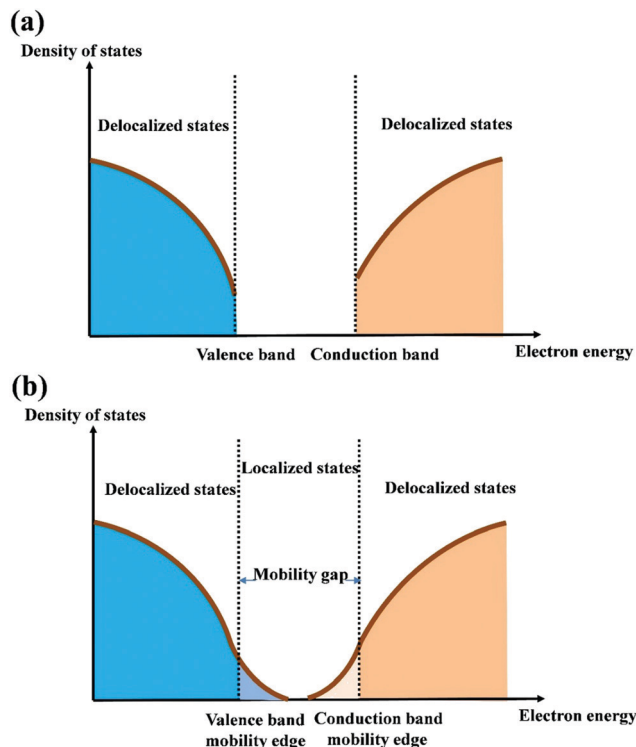 (a)
Density of states
Delocalized states
Delocalized states
Valence band
Conduction band
Electron energy
(b)
Density of states
Localized states
Delocalized states
Delocalized states
Mobility gap
Valence band
mobility edge
Conduction band
mobility edge
Electron energy